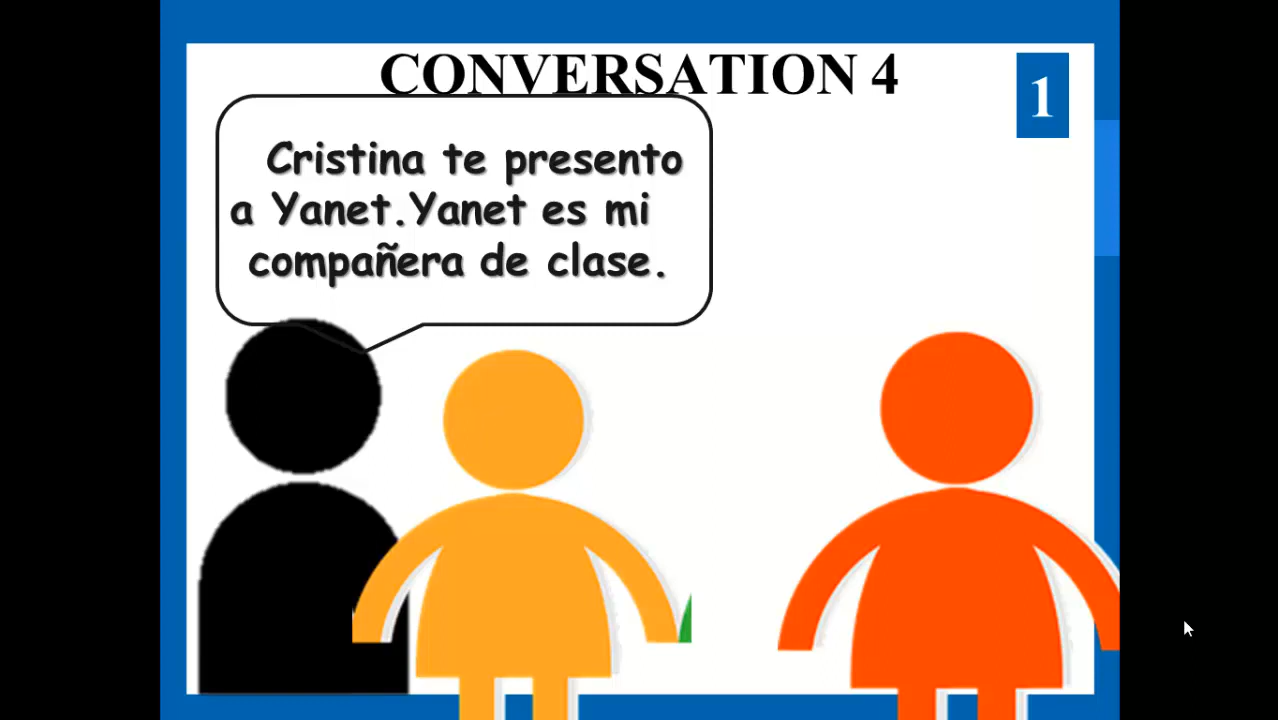 CONVERSATION 4
1
Cristina te presento
a Yanet.Yanet es mi
compañera de clase.